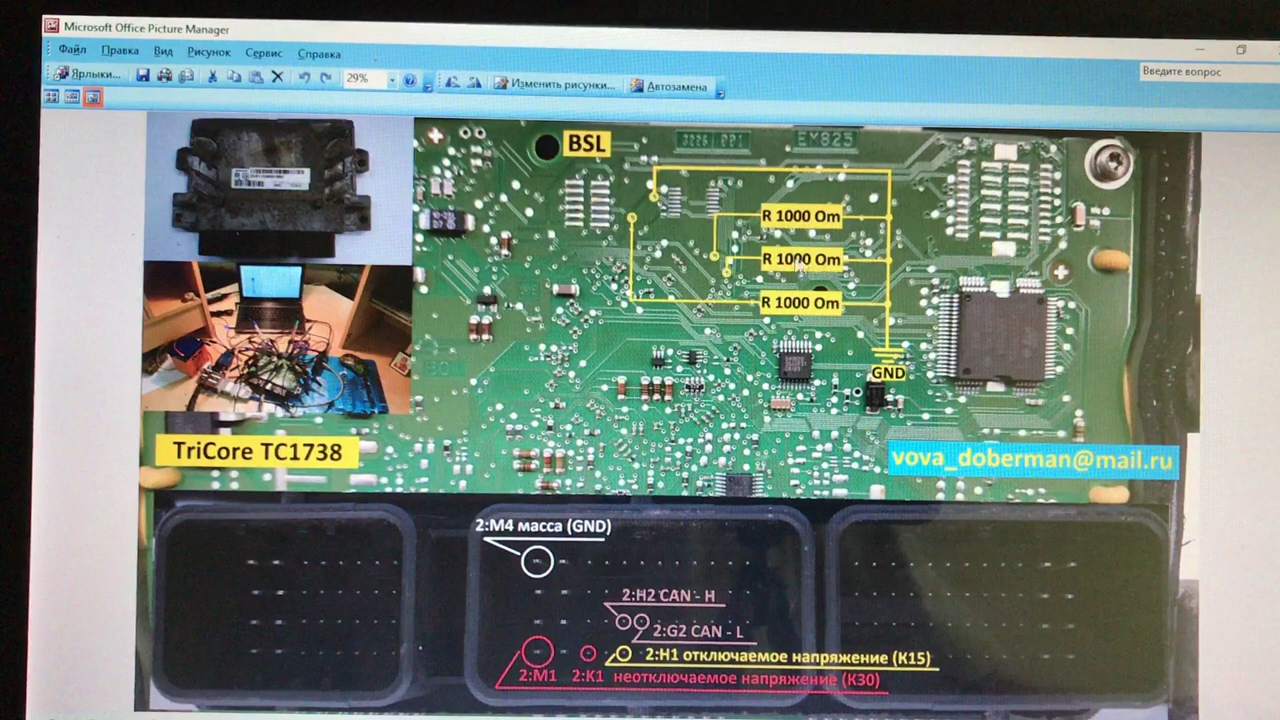 Microsoft Office Picture Manager
Файл Правка Вид Рисунок Сервис Справка
Введите вопрос
Ярлыки... 29% Изменить рисунки... Автозамена
BSL
EM825
R 1000 Om
R 1000 Om
R 1000 Om
GND
TriCore TC1738
vova_doberman@mail.ru
2:M4 масса (GND)
2:H2 CAN - H
2:G2 CAN - L
2:H1 отключаемое напряжение (K15)
2:M1 2:K1 неотключаемое напряжение (K30)